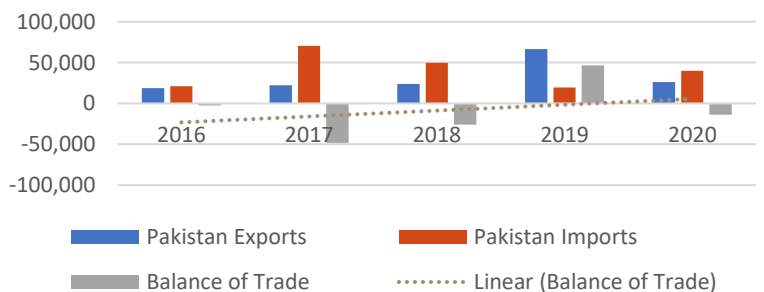 100,000
50,000
0
-50,000
-100,000
2016 2017 2018 2019 2020
Pakistan Exports Pakistan Imports
Balance of Trade Linear (Balance of Trade)